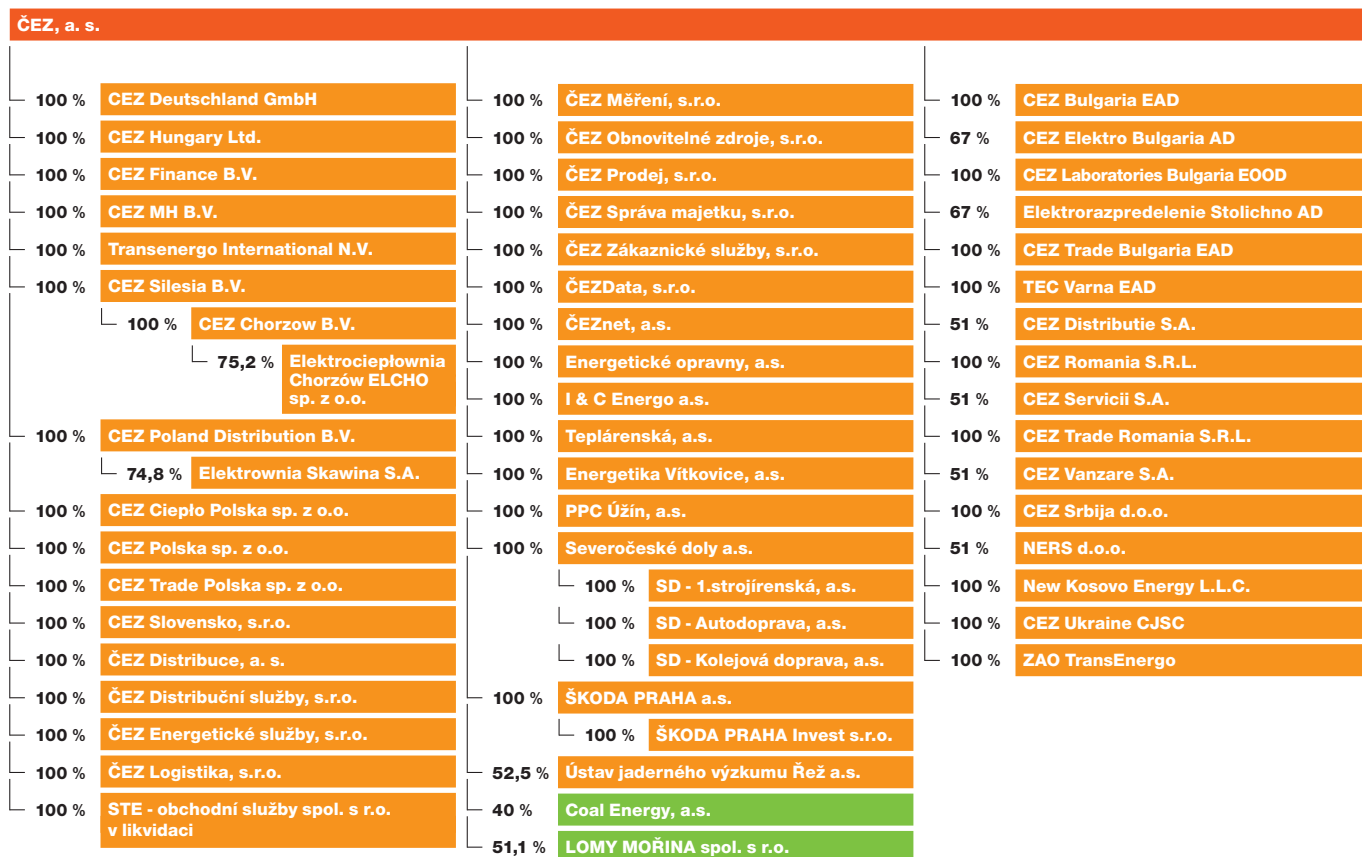 ČEZ, a. s.
100 % CEZ Deutschland GmbH
100 % CEZ Hungary Ltd.
100 % CEZ Finance B.V.
100 % CEZ MH B.V.
100 % Transenergo International N.V.
100 % CEZ Silesia B.V.
100 % CEZ Chorzow B.V.
75,2 % Elektrociepłownia
Chorzów ELCHO
sp. z o.o.
100 % CEZ Poland Distribution B.V.
74,8 % Elektrownia Skawina S.A.
100 % CEZ Ciepło Polska sp. z o.o.
100 % CEZ Polska sp. z o.o.
100 % CEZ Trade Polska sp. z o.o.
100 % CEZ Slovensko, s.r.o.
100 % ČEZ Distribuce, a. s.
100 % ČEZ Distribuční služby, s.r.o.
100 % ČEZ Energetické služby, s.r.o.
100 % ČEZ Logistika, s.r.o.
100 % STE - obchodní služby spol. s r.o.
v likvidaci
100 % ČEZ Měření, s.r.o.
100 % ČEZ Obnovitelné zdroje, s.r.o.
100 % ČEZ Prodej, s.r.o.
100 % ČEZ Správa majetku, s.r.o.
100 % ČEZ Zákaznické služby, s.r.o.
100 % ČEZData, s.r.o.
100 % ČEZnet, a.s.
100 % Energetické opravny, a.s.
100 % I & C Energo a.s.
100 % Teplárenská, a.s.
100 % Energetika Vítkovice, a.s.
100 % PPC Úžín, a.s.
100 % Severočeské doly a.s.
100 % SD - 1.strojírenská, a.s.
100 % SD - Autodoprava, a.s.
100 % SD - Kolejová doprava, a.s.
100 % ŠKODA PRAHA a.s.
100 % ŠKODA PRAHA Invest s.r.o.
52,5 % Ústav jaderného výzkumu Řež a.s.
40 % Coal Energy, a.s.
51,1 % LOMY MOŘINA spol. s r.o.
100 % CEZ Bulgaria EAD
67 % CEZ Elektro Bulgaria AD
100 % CEZ Laboratories Bulgaria EOOD
67 % Elektrorazpredelenie Stolichno AD
100 % CEZ Trade Bulgaria EAD
100 % TEC Varna EAD
51 % CEZ Distributie S.A.
100 % CEZ Romania S.R.L.
51 % CEZ Servicii S.A.
100 % CEZ Trade Romania S.R.L.
51 % CEZ Vanzare S.A.
100 % CEZ Srbija d.o.o.
51 % NERS d.o.o.
100 % New Kosovo Energy L.L.C.
100 % CEZ Ukraine CJSC
100 % ZAO TransEnergo